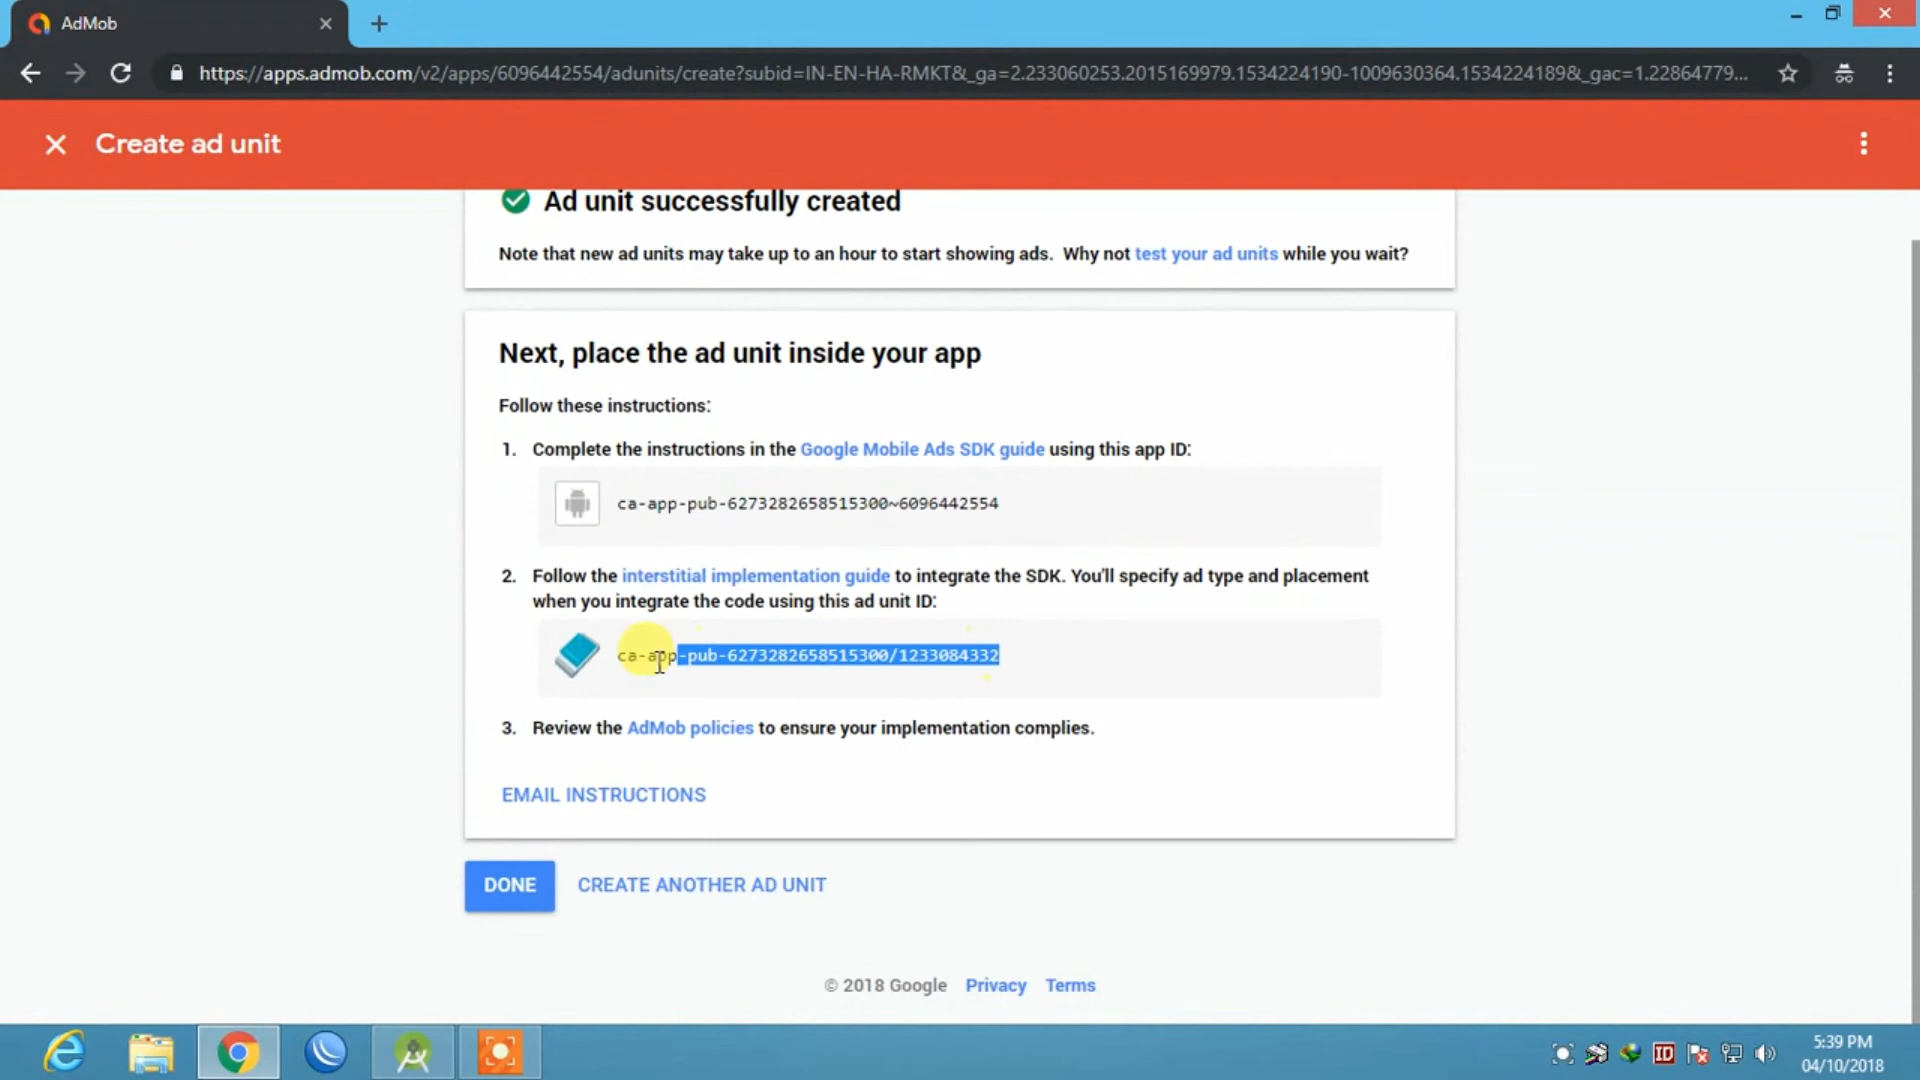 AdMob
https://apps.admob.com/v2/apps/6096442554/adunits/create?subid=IN-EN-HA-RMKT&_ga=2.233060253.2015169979.1534224190-1009630364.1534224189&_gac=1.22864779...
Create ad unit
Ad unit successfully created
Note that new ad units may take up to an hour to start showing ads. Why not test your ad units while you wait?
Next, place the ad unit inside your app
Follow these instructions:
1. Complete the instructions in the Google Mobile Ads SDK guide using this app ID:
ca-app-pub-6273282658515300~6096442554
2. Follow the interstitial implementation guide to integrate the SDK. You'll specify ad type and placement
when you integrate the code using this ad unit ID:
ca-app-pub-6273282658515300/1233084332
3. Review the AdMob policies to ensure your implementation complies.
EMAIL INSTRUCTIONS
DONE CREATE ANOTHER AD UNIT
© 2018 Google Privacy Terms
ID
5:39 PM
04/10/2018